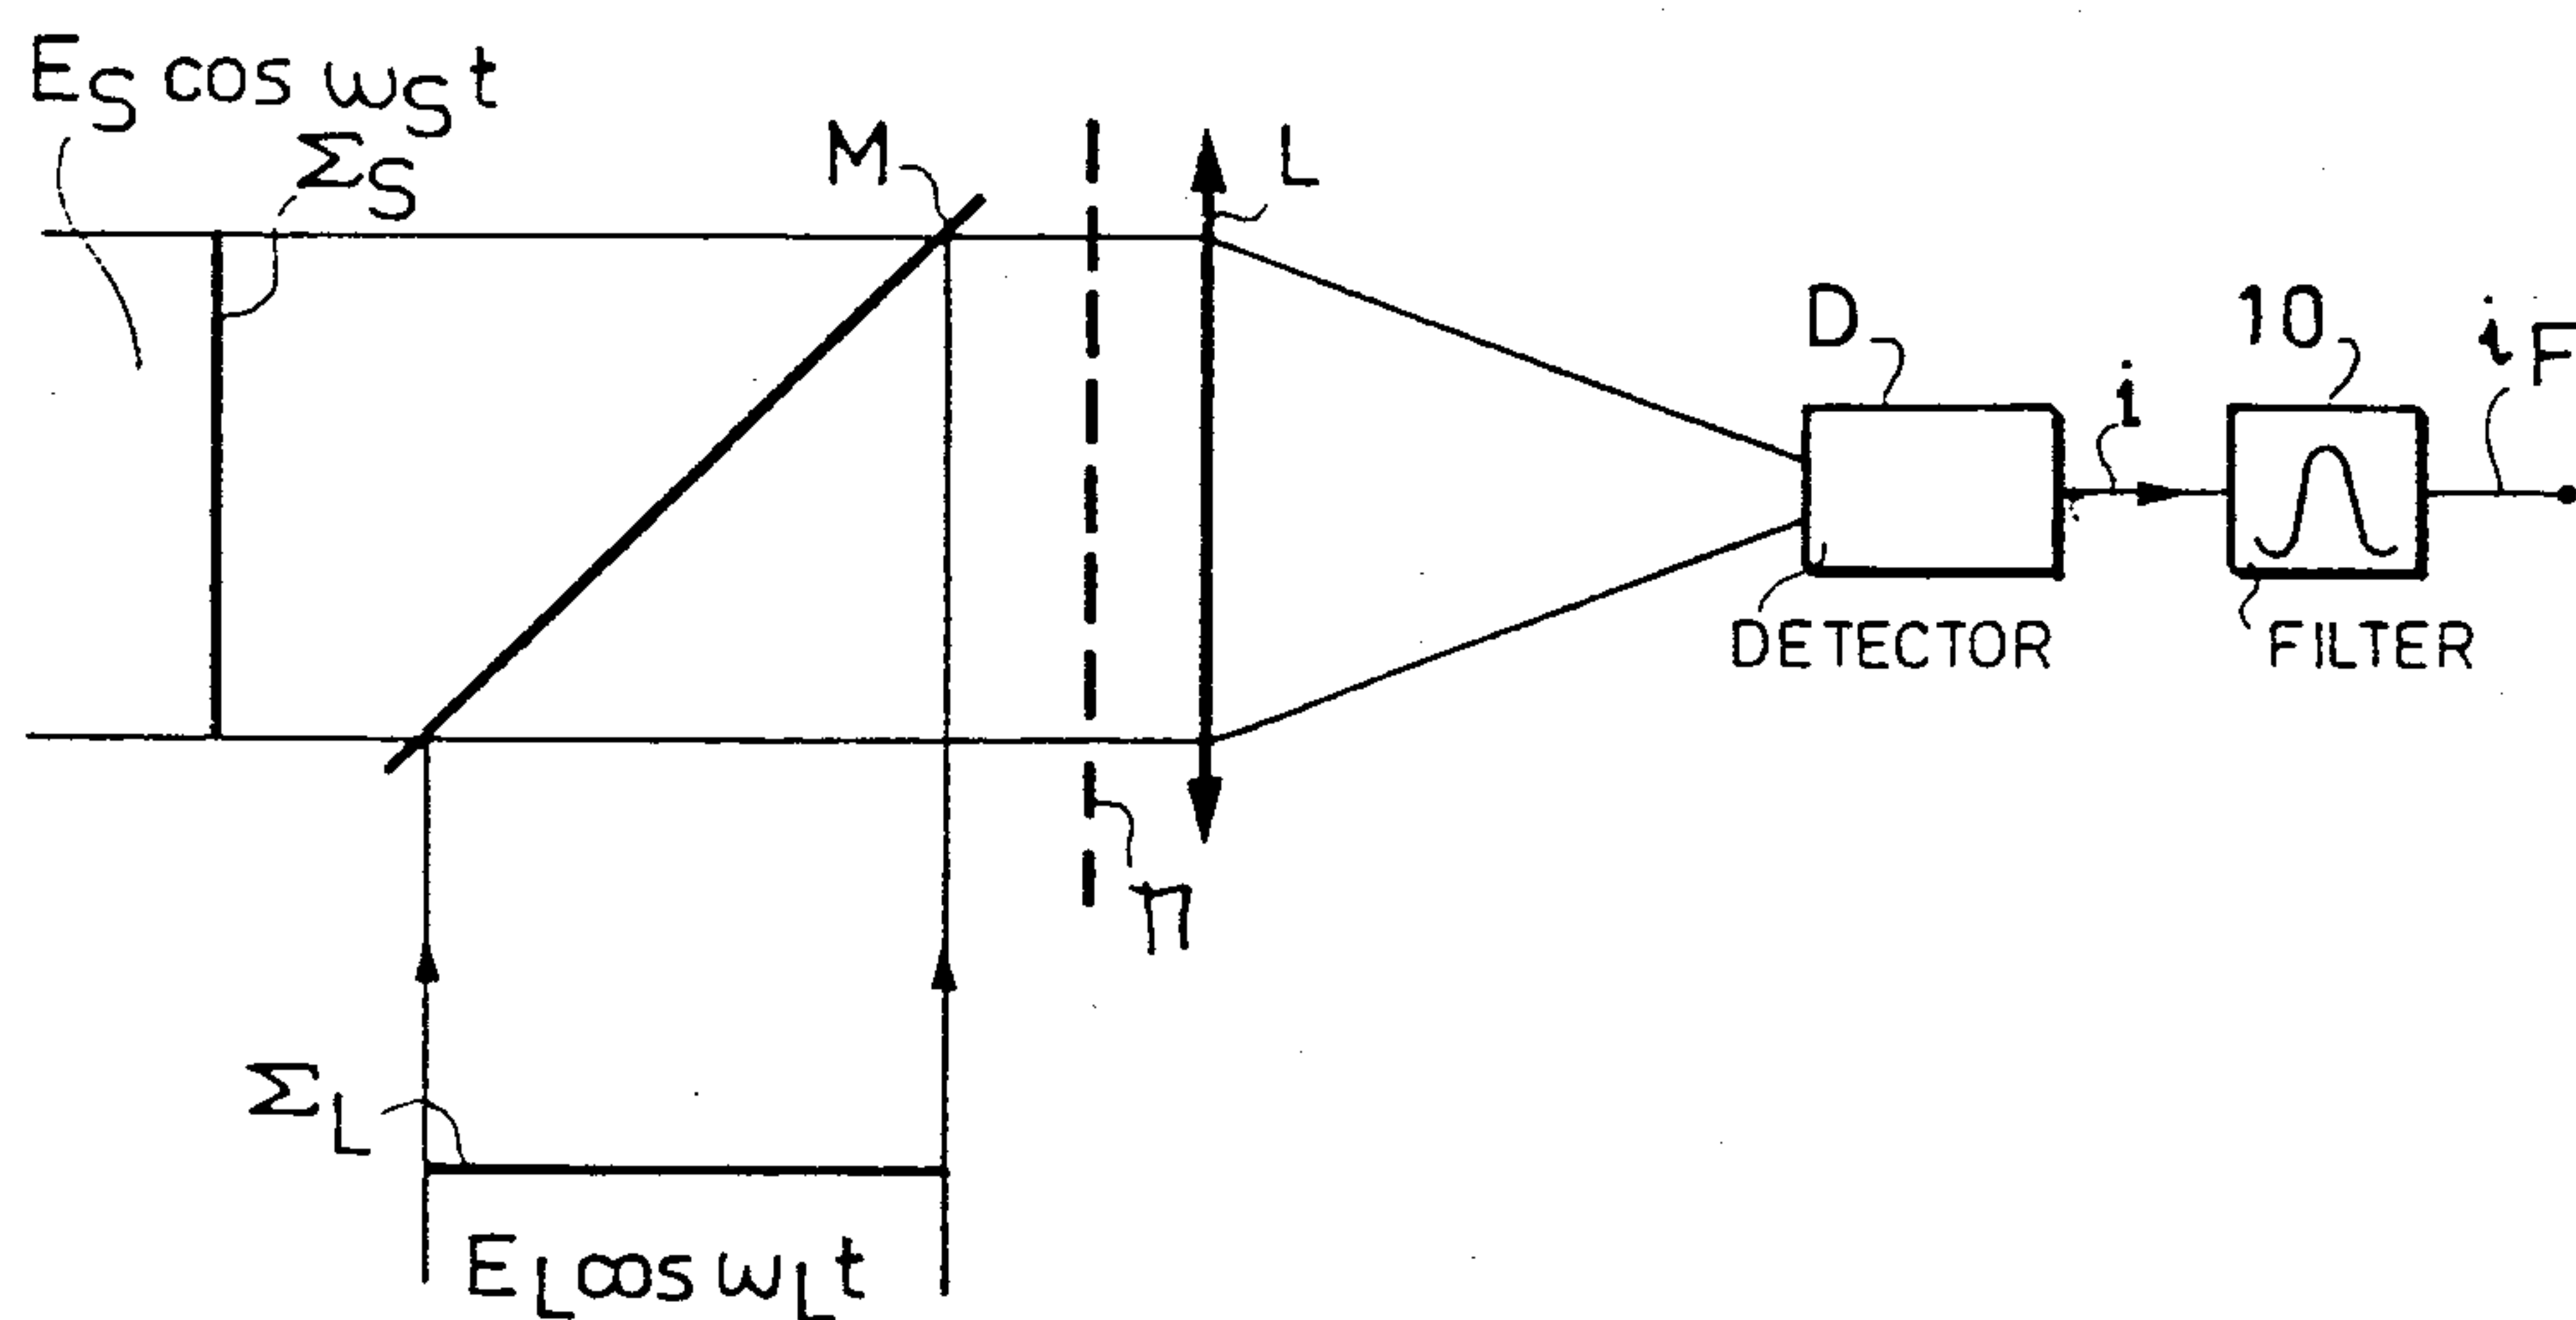 E_S cos ω_S t
Σ_S
M
L
D
10
i
i_F
DETECTOR
FILTER
π
Σ_L
E_L cos ω_L t